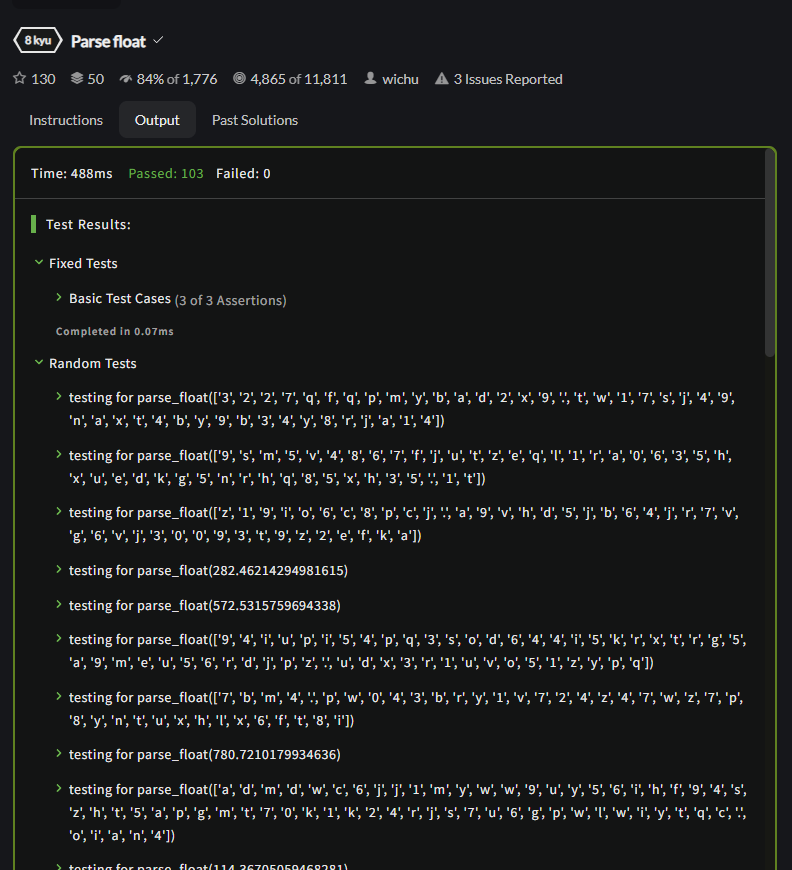 8 kyu Parse float
130 50 84% of 1,776 4,865 of 11,811 wichu 3 Issues Reported
Instructions Output Past Solutions
Time: 488ms Passed: 103 Failed: 0
Test Results:
Fixed Tests
Basic Test Cases (3 of 3 Assertions)
Completed in 0.07ms
Random Tests
testing for parse_float(['3', '2', '2', '7', 'q', 'f', 'q', 'p', 'm', 'y', 'b', 'a', 'd', '2', 'x', '9', '.', 't', 'w', '1', '7', 's', 'j', '4', '9',
'n', 'a', 'x', 't', '4', 'b', 'y', '9', 'b', '3', '4', 'y', '8', 'r', 'j', 'a', '1', '4'])
testing for parse_float(['9', 's', 'm', '5', 'v', '4', '8', '6', '7', 'f', 'j', 'u', 't', 'z', 'e', 'q', 'l', '1', 'r', 'a', '0', '6', '3', '5', 'h',
'x', 'u', 'e', 'd', 'k', 'g', '5', 'n', 'r', 'h', 'q', '8', '5', 'x', 'h', '3', '5', '.', '1', 't'])
testing for parse_float(['z', '1', '9', 'i', 'o', '6', 'c', '8', 'p', 'c', 'j', '.', 'a', '9', 'v', 'h', 'd', '5', 'j', 'b', '6', '4', 'j', 'r', '7', 'v',
'g', '6', 'v', 'j', '3', '0', '0', '9', '3', 't', '9', 'z', '2', 'e', 'f', 'k', 'a'])
testing for parse_float(282.46214294981615)
testing for parse_float(572.5315759694338)
testing for parse_float(['9', '4', 'i', 'u', 'p', 'i', '5', '4', 'p', 'q', '3', 's', 'o', 'd', '6', '4', '4', 'i', '5', 'k', 'r', 'x', 't', 'r', 'g', '5',
'a', '9', 'm', 'e', 'u', '5', '6', 'r', 'd', 'j', 'p', 'z', '.', 'u', 'd', 'x', '3', 'r', '1', 'u', 'v', 'o', '5', '1', 'z', 'y', 'p', 'q'])
testing for parse_float(['7', 'b', 'm', '4', '.', 'p', 'w', '0', '4', '3', 'b', 'r', 'y', '1', 'v', '7', '2', '4', 'z', '4', '7', 'w', 'z', '7', 'p',
'8', 'y', 'n', 't', 'u', 'x', 'h', 'l', 'x', '6', 'f', 't', '8', 'i'])
testing for parse_float(780.7210179934636)
testing for parse_float(['a', 'd', 'm', 'd', 'w', 'c', '6', 'j', 'j', '1', 'm', 'y', 'w', 'w', '9', 'u', 'y', '5', '6', 'i', 'h', 'f', '9', '4', 's',
'z', 'h', 't', '5', 'a', 'p', 'g', 'm', 't', '7', '0', 'k', '1', 'k', '2', '4', 'r', 'j', 's', '7', 'u', '6', 'g', 'p', 'w', 'l', 'w', 'i', 'y', 't', 'q', 'c', '.',
'o', 'i', 'a', 'n', '4'])
testing for parse_float(114.36705059468281)